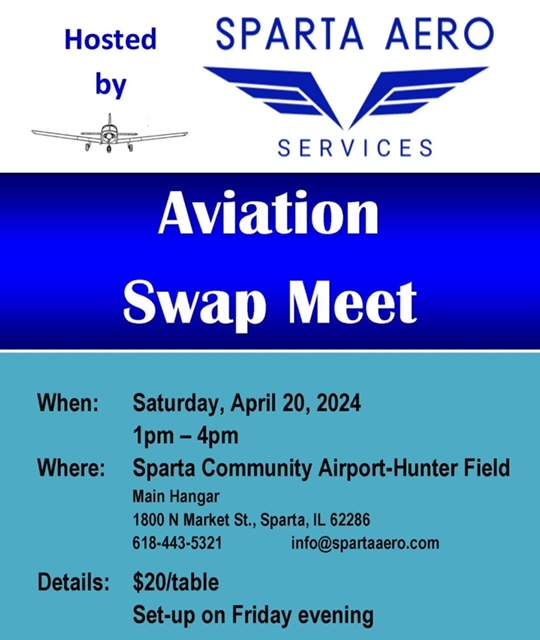 Hosted
by
SPARTA AERO
SERVICES
Aviation
Swap Meet
When: Saturday, April 20, 2024
1pm – 4pm
Where: Sparta Community Airport-Hunter Field
Main Hangar
1800 N Market St., Sparta, IL 62286
618-443-5321 info@spartaaero.com
Details: $20/table
Set-up on Friday evening